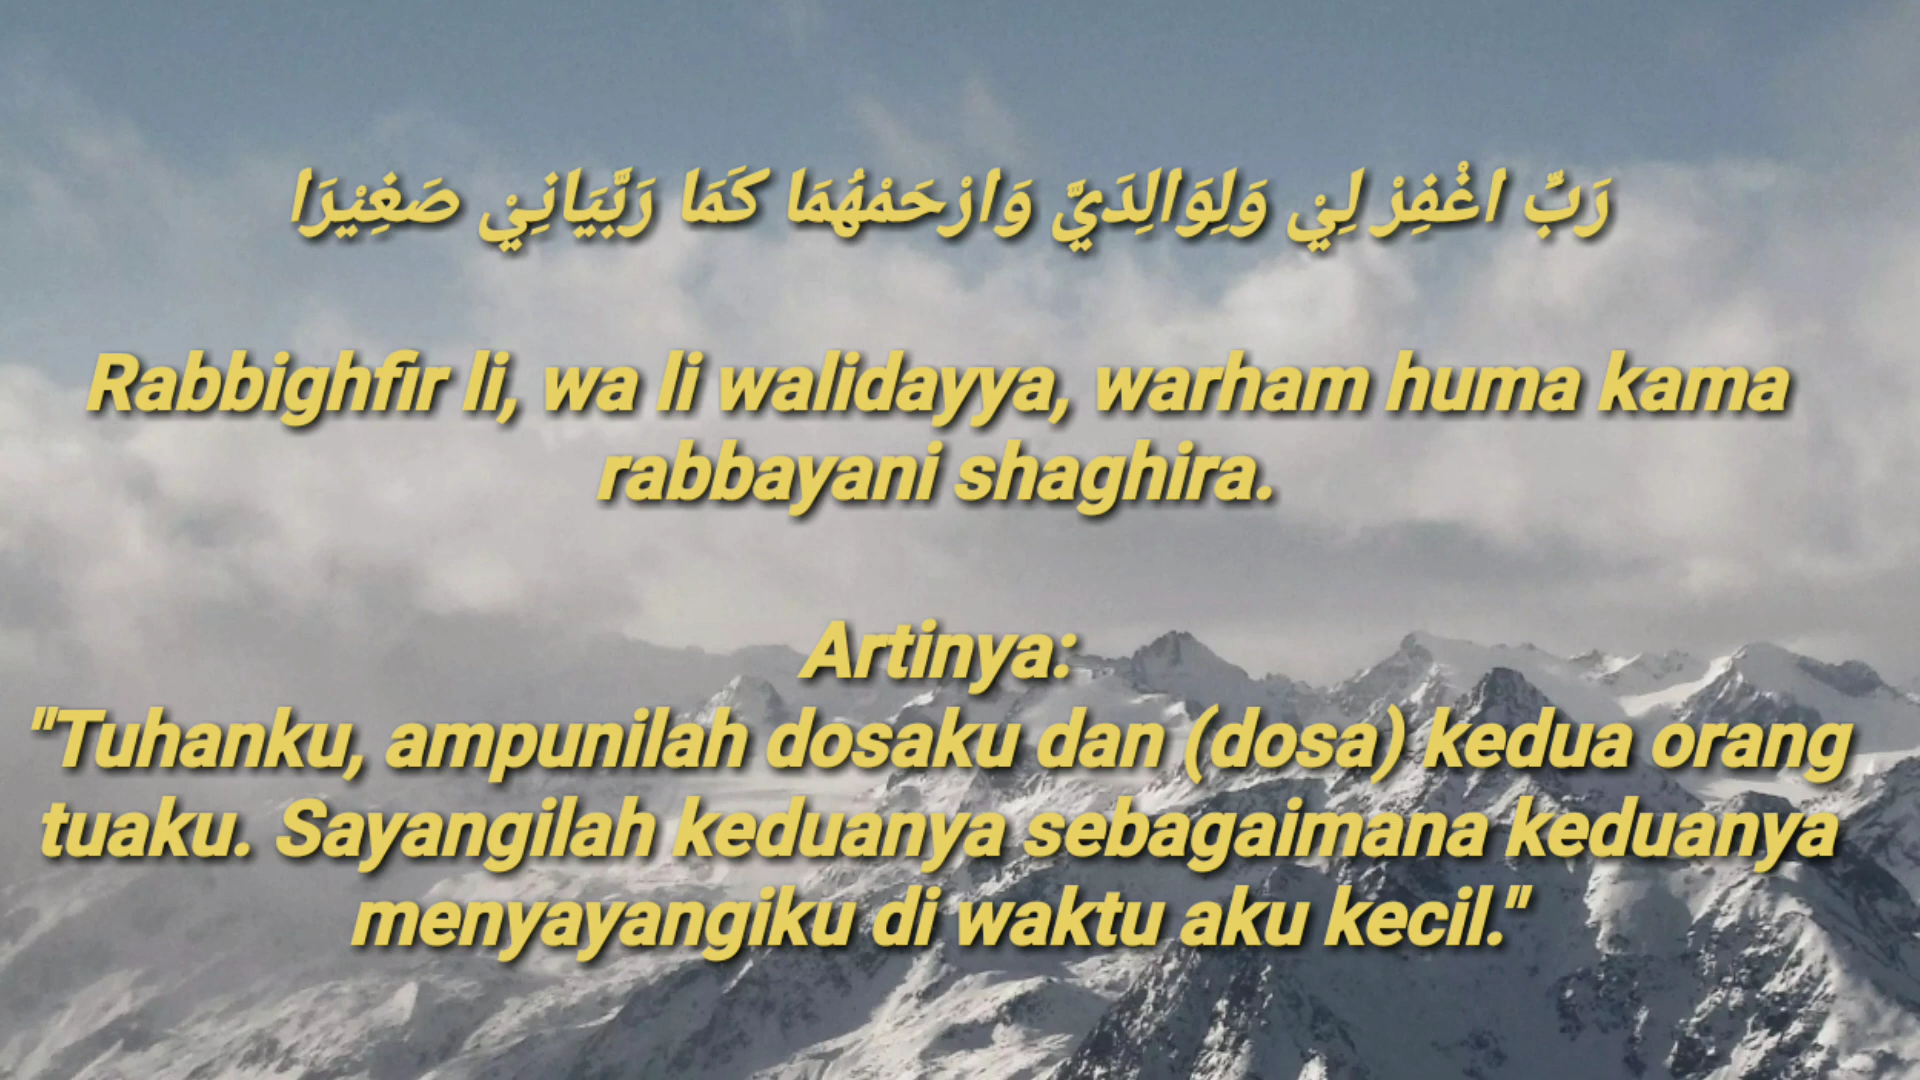 رَبِّ اغْفِرْ لِيْ وَلِوَالِدَيَّ وَارْحَمْهُمَا كَمَا رَبَّيَانِيْ صَغِيْرَا
Rabbighfir li, wa li walidayya, warham huma kama
rabbayani shaghira.
Artinya:
"Tuhanku, ampunilah dosaku dan (dosa) kedua orang
tuaku. Sayangilah keduanya sebagaimana keduanya
menyayangiku di waktu aku kecil."